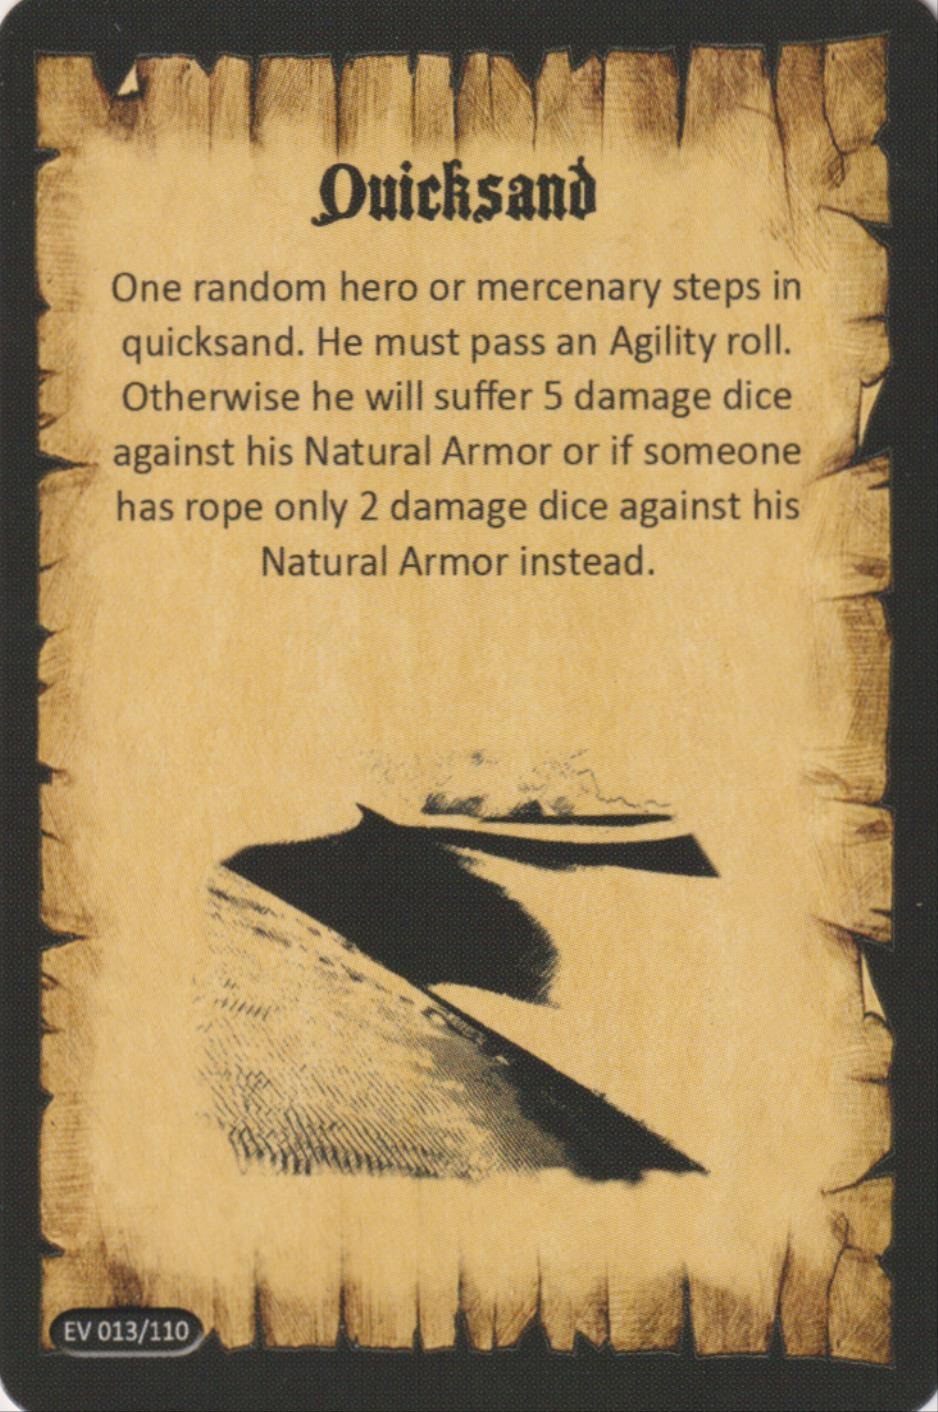 Quicksand
One random hero or mercenary steps in
quicksand. He must pass an Agility roll.
Otherwise he will suffer 5 damage dice
against his Natural Armor or if someone
has rope only 2 damage dice against his
Natural Armor instead.
EV 013/110